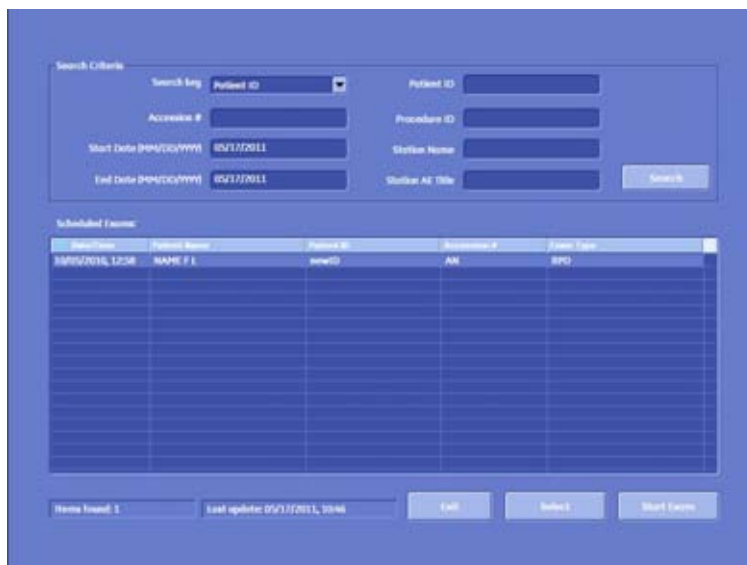 Search Criteria
Search key Patient ID Patient ID
Accession # Procedure ID
Start Date (MM/DD/YYYY) 05/17/2011 Station Name
End Date (MM/DD/YYYY) 05/17/2011 Station AE Title Search
Scheduled Exams:
Date/Time Patient Name Patient ID Accession # Exam Type
10/05/2010, 12:58 NAME F L newID AN RPO
Items found: 1 Last update: 05/17/2011, 10:46 Exit Select Start Exam